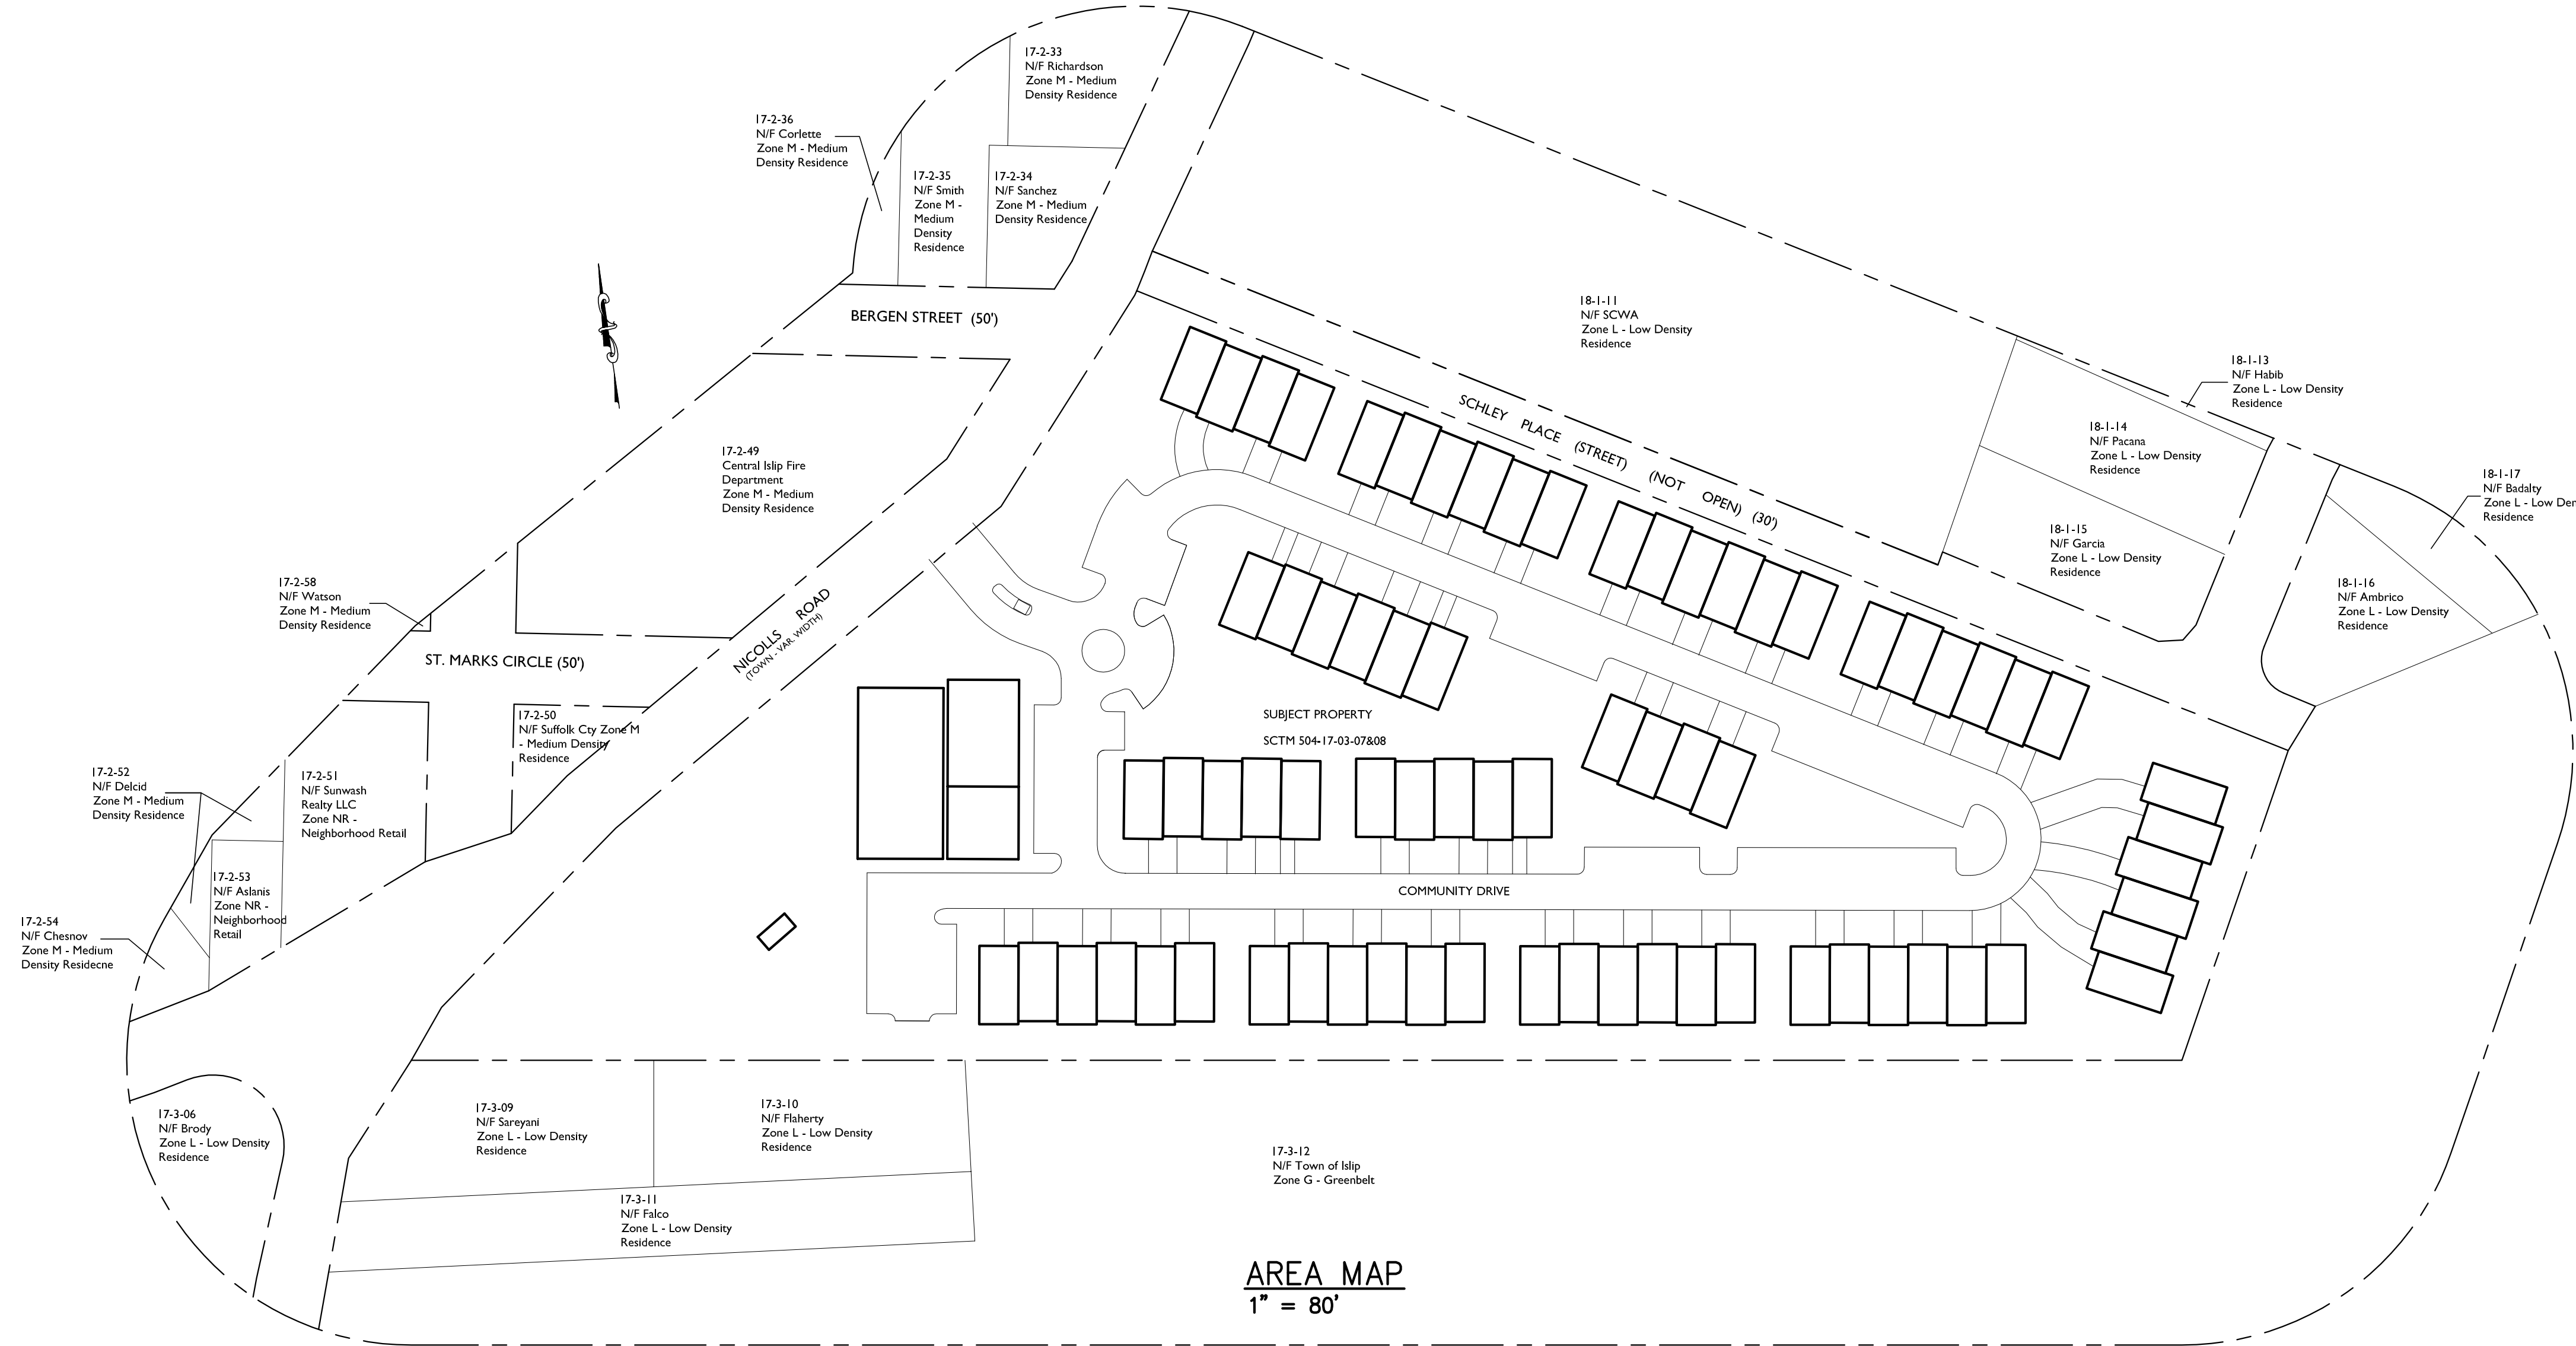 17-2-33
N/F Richardson
Zone M - Medium
Density Residence
17-2-36
N/F Corlette
Zone M - Medium
Density Residence
17-2-35
N/F Smith
Zone M -
Medium
Density
Residence
17-2-34
N/F Sanchez
Zone M - Medium
Density Residence
BERGEN STREET (50')
18-1-11
N/F SCWA
Zone L - Low Density
Residence
18-1-13
N/F Habib
Zone L - Low Density
Residence
18-1-14
N/F Pacana
Zone L - Low Density
Residence
18-1-17
N/F Badalty
Zone L - Low Den
Residence
18-1-15
N/F Garcia
Zone L - Low Density
Residence
18-1-16
N/F Ambrico
Zone L - Low Density
Residence
SCHLEY PLACE (STREET) (NOT OPEN) (30')
17-2-49
Central Islip Fire
Department
Zone M - Medium
Density Residence
17-2-58
N/F Watson
Zone M - Medium
Density Residence
NICOLLS ROAD
(TOWN - VAR. WIDTH)
ST. MARKS CIRCLE (50')
17-2-50
N/F Suffolk Cty Zone M
- Medium Density
Residence
SUBJECT PROPERTY
SCTM 504-17-03-07&08
17-2-52
N/F Delcid
Zone M - Medium
Density Residence
17-2-51
N/F Sunwash
Realty LLC
Zone NR -
Neighborhood Retail
17-2-53
N/F Aslanis
Zone NR -
Neighborhood
Retail
17-2-54
N/F Chesnov
Zone M - Medium
Density Residecne
COMMUNITY DRIVE
17-3-06
N/F Brody
Zone L - Low Density
Residence
17-3-09
N/F Sareyani
Zone L - Low Density
Residence
17-3-10
N/F Flaherty
Zone L - Low Density
Residence
17-3-11
N/F Falco
Zone L - Low Density
Residence
17-3-12
N/F Town of Islip
Zone G - Greenbelt
AREA MAP
1" = 80'